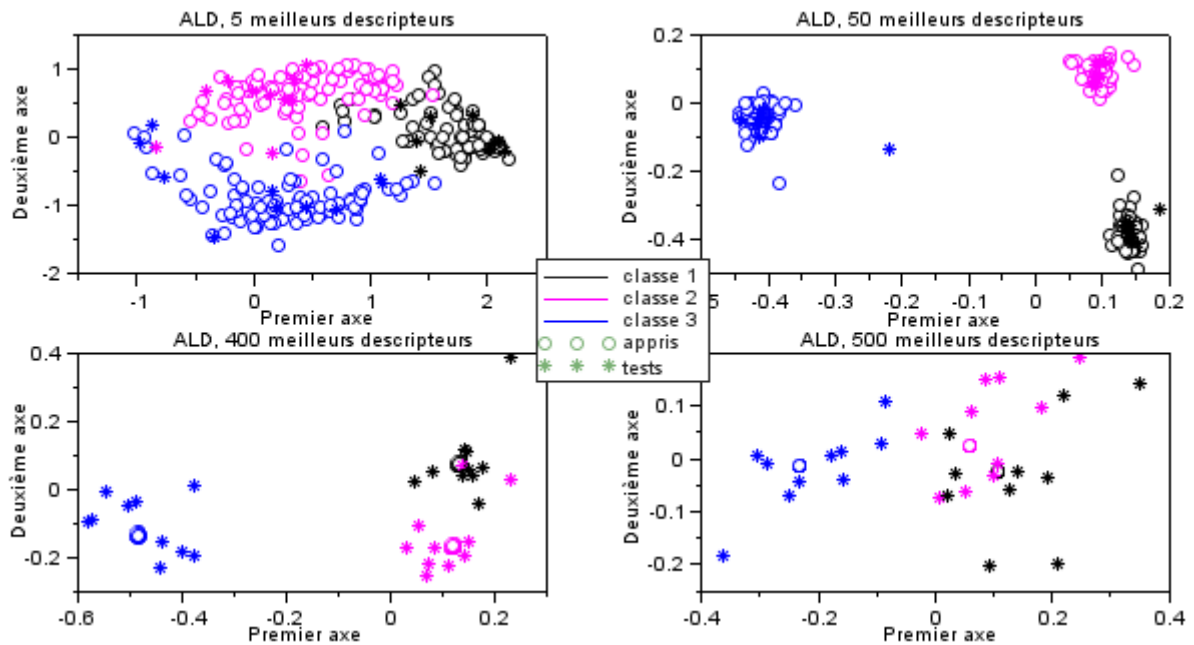 ALD, 5 meilleurs descripteurs
Deuxième axe
1
0
-1
-2
-1
0
1
2
Premier axe
ALD, 50 meilleurs descripteurs
Deuxième axe
0.2
0
-0.2
-0.4
5
-0.4
-0.3
-0.2
-0.1
0
0.1
0.2
Premier axe
classe 1
classe 2
classe 3
appris
tests
ALD, 400 meilleurs descripteurs
Deuxième axe
0.4
0.2
0
-0.2
-0.6
-0.4
-0.2
0
0.2
Premier axe
ALD, 500 meilleurs descripteurs
Deuxième axe
0.1
0
-0.1
-0.2
-0.4
-0.2
0
0.2
0.4
Premier axe